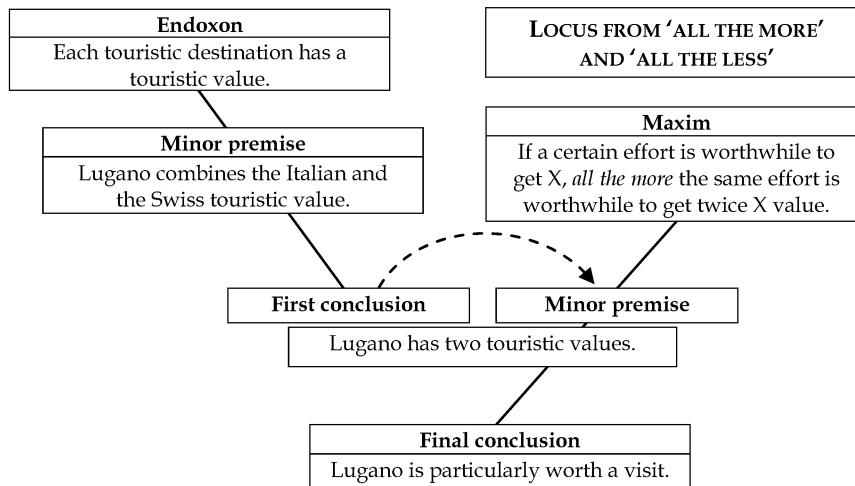 Endoxon
Each touristic destination has a
touristic value.
LOCUS FROM ‘ALL THE MORE’
AND ‘ALL THE LESS’
Minor premise
Lugano combines the Italian and
the Swiss touristic value.
Maxim
If a certain effort is worthwhile to
get X, all the more the same effort is
worthwhile to get twice X value.
First conclusion
Minor premise
Lugano has two touristic values.
Final conclusion
Lugano is particularly worth a visit.